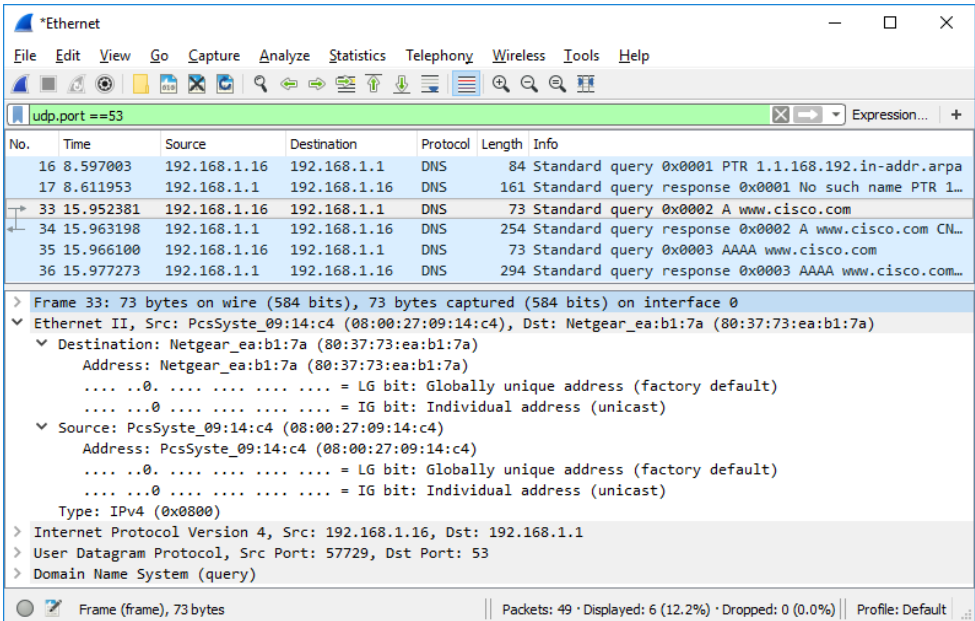 *Ethernet
File Edit View Go Capture Analyze Statistics Telephony Wireless Tools Help
udp.port ==53 Expression... +
No. Time Source Destination Protocol Length Info
16 8.597003 192.168.1.16 192.168.1.1 DNS 84 Standard query 0x0001 PTR 1.1.168.192.in-addr.arpa
17 8.611953 192.168.1.1 192.168.1.16 DNS 161 Standard query response 0x0001 No such name PTR 1…
33 15.952381 192.168.1.16 192.168.1.1 DNS 73 Standard query 0x0002 A www.cisco.com
34 15.963198 192.168.1.1 192.168.1.16 DNS 254 Standard query response 0x0002 A www.cisco.com CN…
35 15.966100 192.168.1.16 192.168.1.1 DNS 73 Standard query 0x0003 AAAA www.cisco.com
36 15.977273 192.168.1.1 192.168.1.16 DNS 294 Standard query response 0x0003 AAAA www.cisco.com…
> Frame 33: 73 bytes on wire (584 bits), 73 bytes captured (584 bits) on interface 0
Ethernet II, Src: PcsSyste_09:14:c4 (08:00:27:09:14:c4), Dst: Netgear_ea:b1:7a (80:37:73:ea:b1:7a)
Destination: Netgear_ea:b1:7a (80:37:73:ea:b1:7a)
Address: Netgear_ea:b1:7a (80:37:73:ea:b1:7a)
.... ..0. .... .... .... .... = LG bit: Globally unique address (factory default)
.... ...0 .... .... .... .... = IG bit: Individual address (unicast)
Source: PcsSyste_09:14:c4 (08:00:27:09:14:c4)
Address: PcsSyste_09:14:c4 (08:00:27:09:14:c4)
.... ..0. .... .... .... .... = LG bit: Globally unique address (factory default)
.... ...0 .... .... .... .... = IG bit: Individual address (unicast)
Type: IPv4 (0x0800)
> Internet Protocol Version 4, Src: 192.168.1.16, Dst: 192.168.1.1
> User Datagram Protocol, Src Port: 57729, Dst Port: 53
> Domain Name System (query)
Frame (frame), 73 bytes Packets: 49 · Displayed: 6 (12.2%) · Dropped: 0 (0.0%) Profile: Default